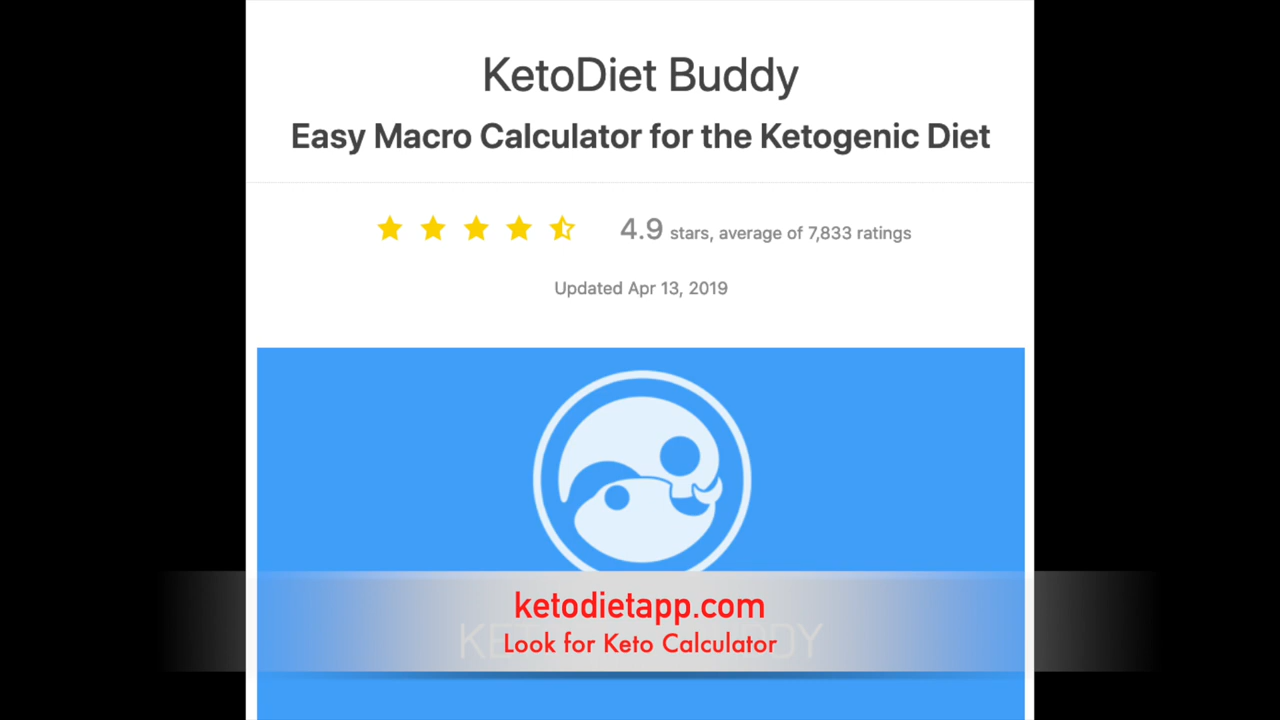 KetoDiet Buddy
Easy Macro Calculator for the Ketogenic Diet
4.9 stars, average of 7,833 ratings
Updated Apr 13, 2019
ketodietapp.com
Look for Keto Calculator